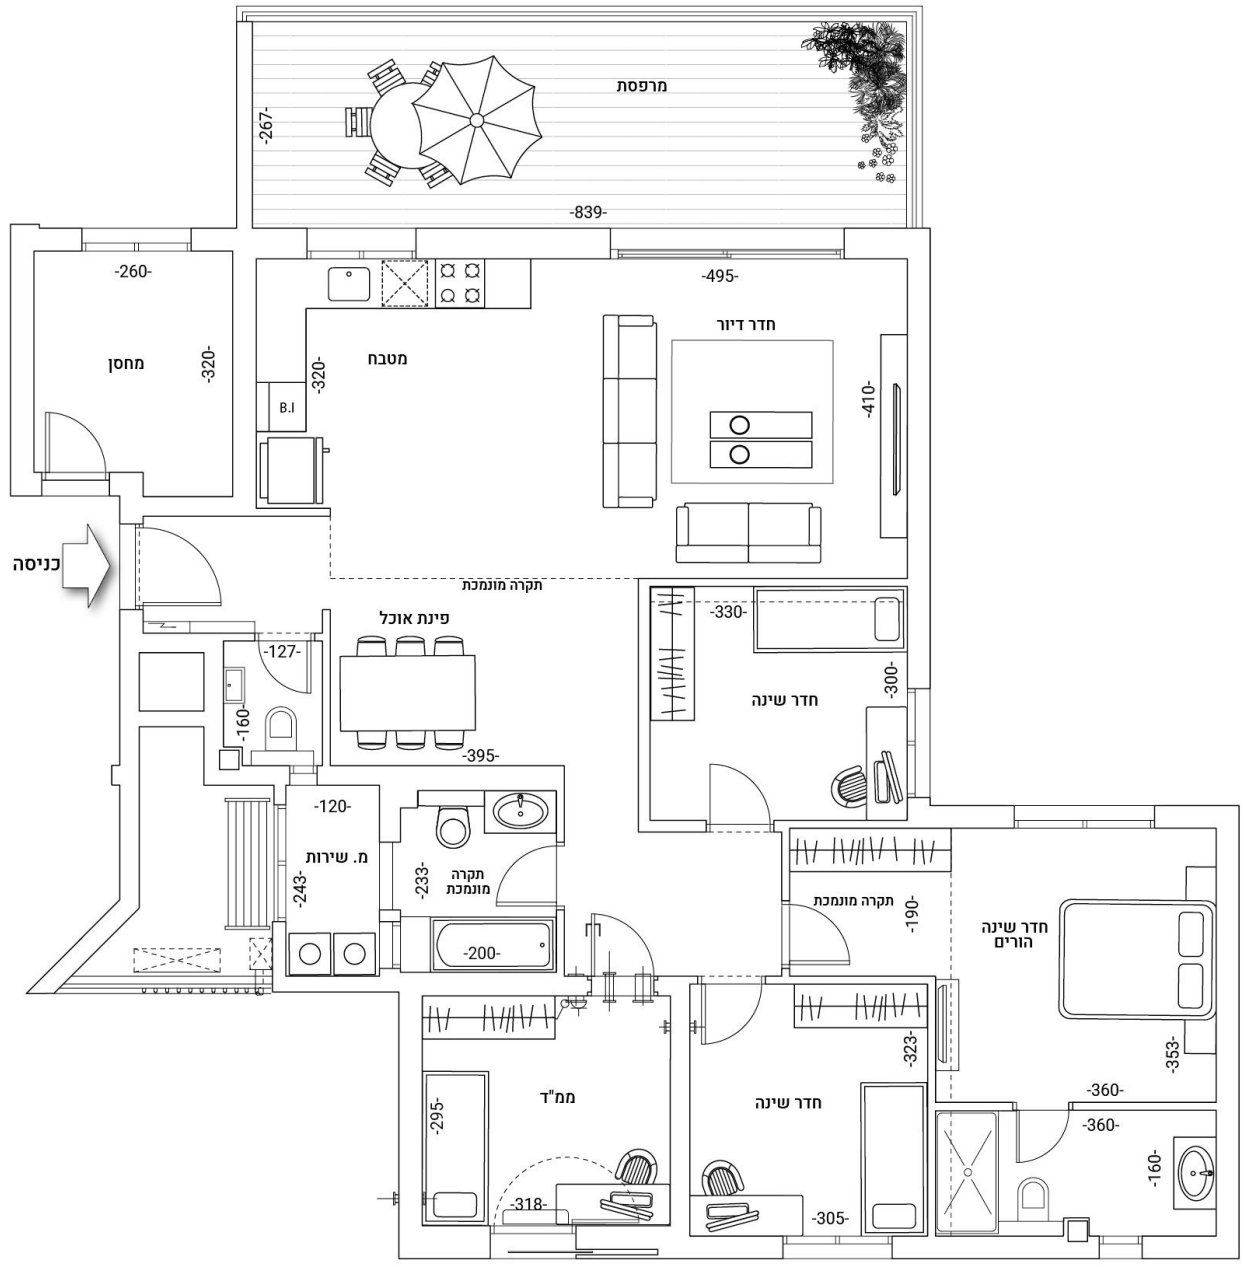 מרפסת
-267-
-839-
-260-
-495-
חדר דיור
מחסן
-320-
-320-
מטבח
-410-
B.I
כניסה
תקרה מונמכת
פינת אוכל
-330-
-127-
-300-
חדר שינה
-160-
-395-
-120-
מ. שירות
-243-
-233-
תקרה
מונמכת
-200-
תקרה מונמכת
-190-
חדר שינה
הורים
-353-
-360-
-323-
ממ"ד
-295-
חדר שינה
-360-
-160-
-318-
-305-